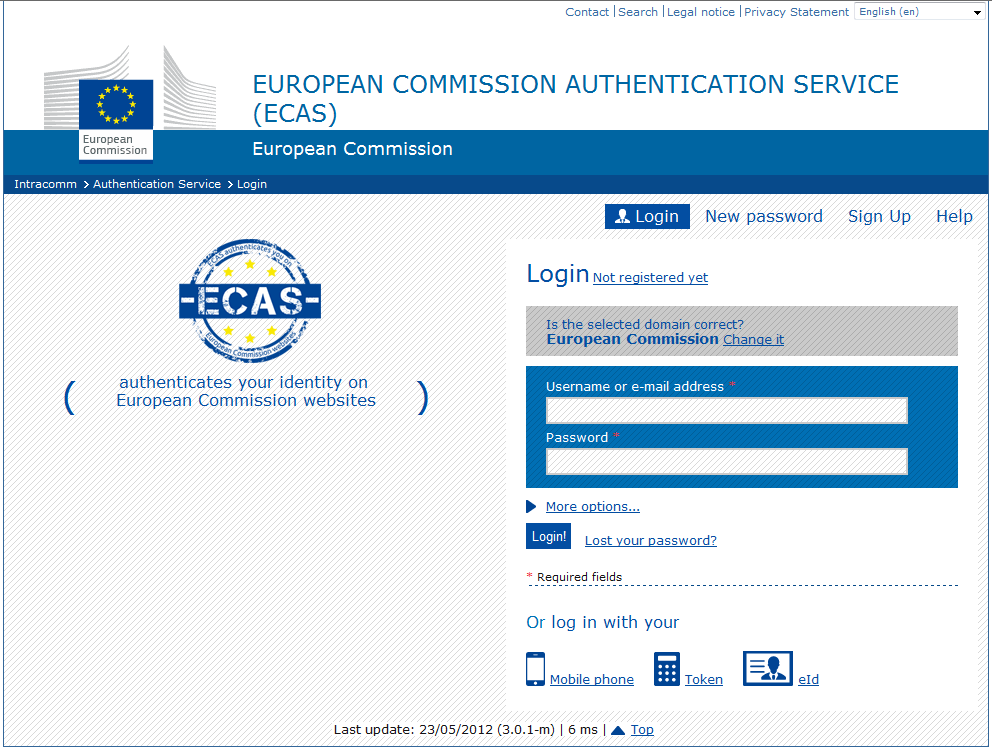 Contact | Search | Legal notice | Privacy Statement English (en)
EUROPEAN COMMISSION AUTHENTICATION SERVICE
(ECAS)
European
Commission
European Commission
Intracomm > Authentication Service > Login
Login New password Sign Up Help
ECAS authenticates you on
-ECAS-
European Commission websites
( authenticates your identity on )
European Commission websites
Login Not registered yet
Is the selected domain correct?
European Commission Change it
Username or e-mail address *
Password *
More options...
Login! Lost your password?
* Required fields
Or log in with your
Mobile phone Token eId
Last update: 23/05/2012 (3.0.1-m) | 6 ms | Top